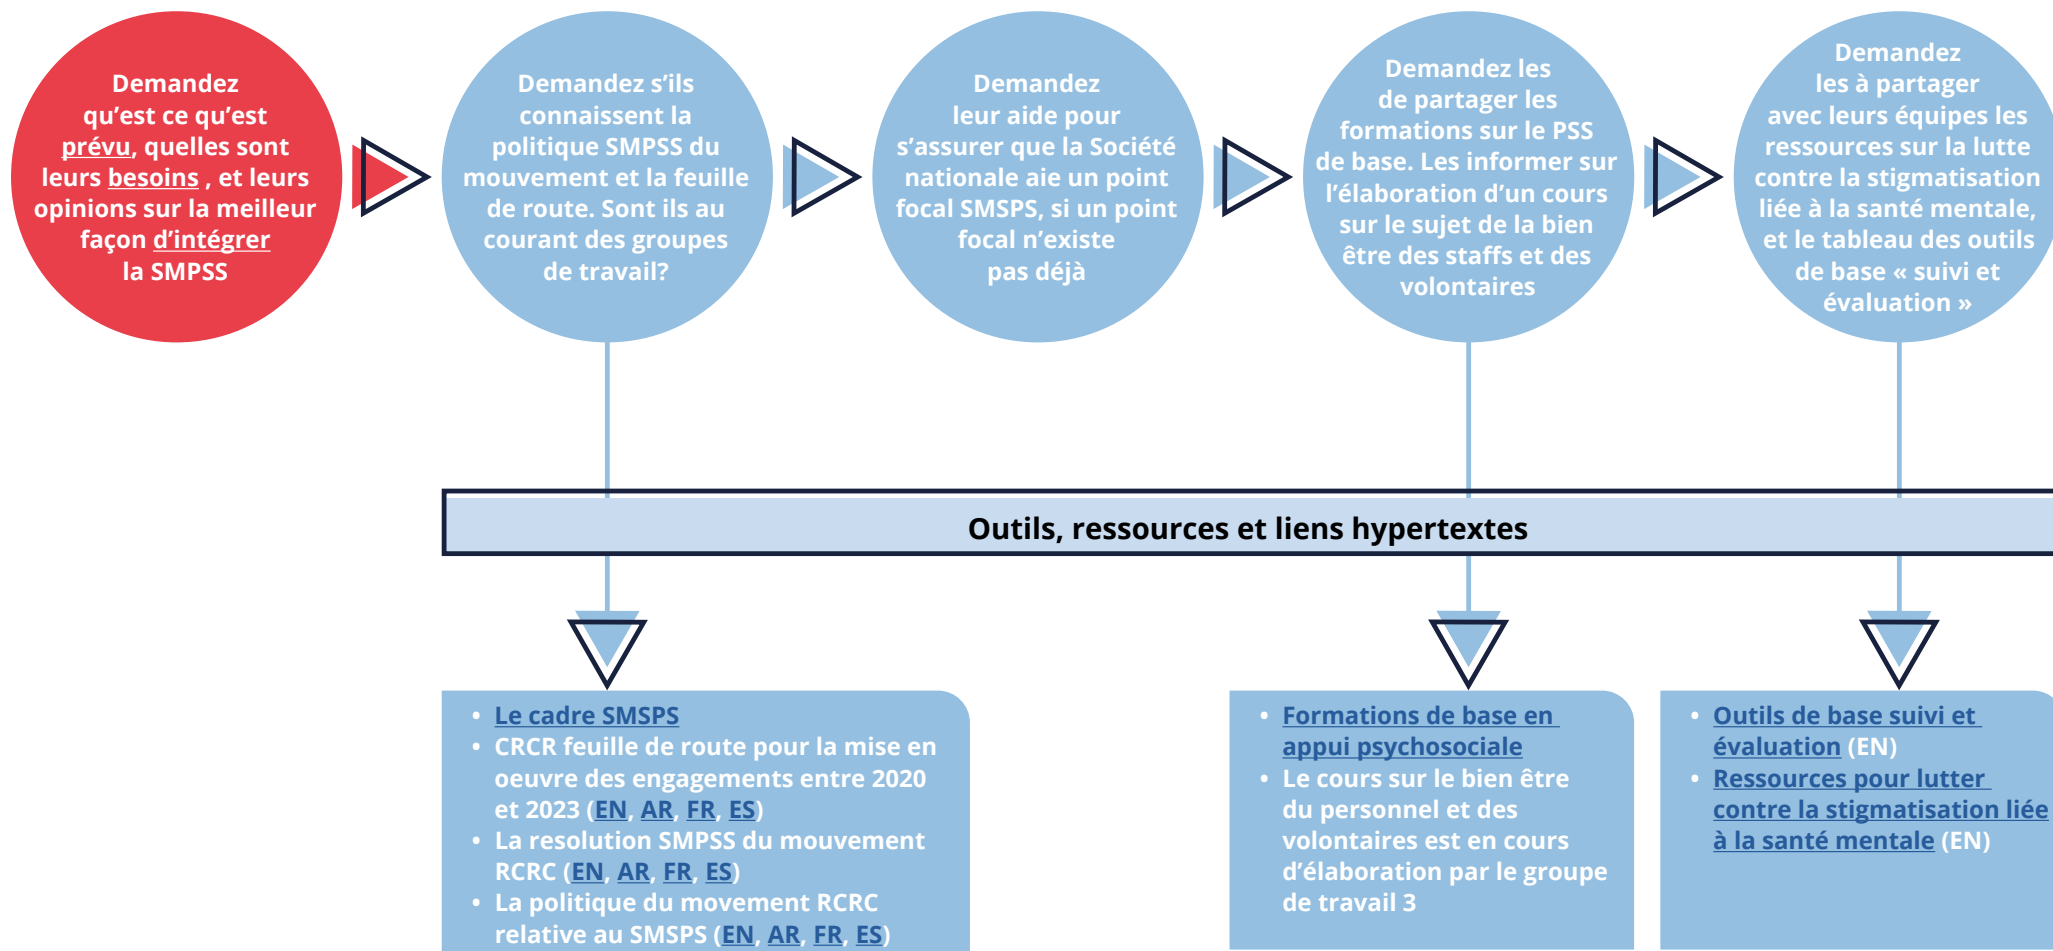 Demandez
qu'est ce qu'est
prévu, quelles sont
leurs besoins , et leurs
opinions sur la meilleur
façon d'intégrer
la SMPSS
Demandez s'ils
connaissent la
politique SMPSS du
mouvement et la feuille
de route. Sont ils au
courant des groupes
de travail?
Demandez
leur aide pour
s'assurer que la Société
nationale aie un point
focal SMSPS, si un point
focal n'existe
pas déjà
Demandez les
de partager les
formations sur le PSS
de base. Les informer sur
l'élaboration d'un cours
sur le sujet de la bien
être des staffs et des
volontaires
Demandez
les à partager
avec leurs équipes les
ressources sur la lutte
contre la stigmatisation
liée à la santé mentale,
et le tableau des outils
de base « suivi et
évaluation »
Outils, ressources et liens hypertextes
• Le cadre SMSPS
• CRCR feuille de route pour la mise en
oeuvre des engagements entre 2020
et 2023 (EN, AR, FR, ES)
• La resolution SMPSS du mouvement
RCRC (EN, AR, FR, ES)
• La politique du movement RCRC
relative au SMSPS (EN, AR, FR, ES)
• Formations de base en
appui psychosociale
• Le cours sur le bien être
du personnel et des
volontaires est en cours
d'élaboration par le groupe
de travail 3
• Outils de base suivi et
évaluation (EN)
• Ressources pour lutter
contre la stigmatisation liée
à la santé mentale (EN)